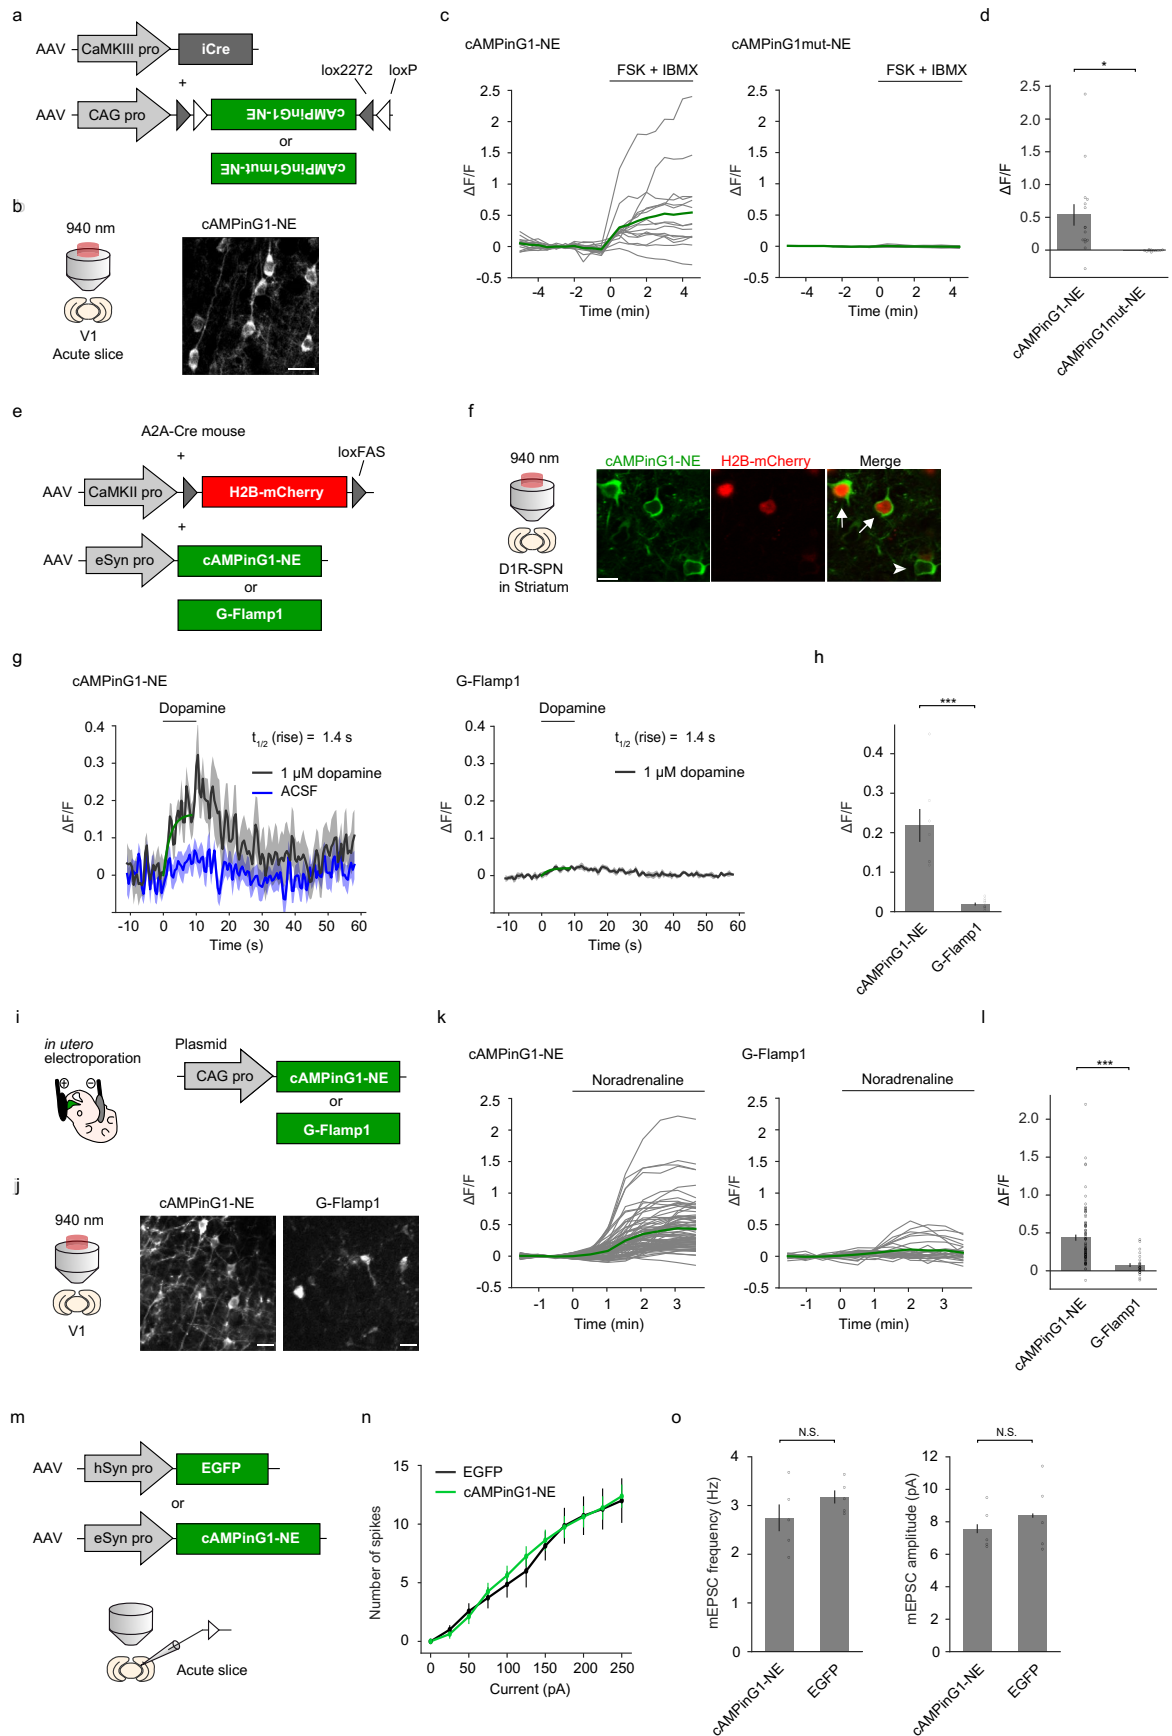 a
AAV
CaMKIII pro
iCre
+
lox2272
loxP
AAV
CAG pro
cAMPinG1-NE
or
cAMPinG1mut-NE
b
940 nm
V1
Acute slice
cAMPinG1-NE
c
cAMPinG1-NE
FSK + IBMX
2.5
2
1.5
1
0.5
0
-0.5
ΔF/F
-4 -2 0 2 4
Time (min)
cAMPinG1mut-NE
FSK + IBMX
2.5
2
1.5
1
0.5
0
-0.5
ΔF/F
-4 -2 0 2 4
Time (min)
d
*
2.5
2.0
1.5
1.0
0.5
0
-0.5
ΔF/F
cAMPinG1-NE
cAMPinG1mut-NE
e
A2A-Cre mouse
+
loxFAS
AAV
CaMKII pro
H2B-mCherry
+
AAV
eSyn pro
cAMPinG1-NE
or
G-Flamp1
f
940 nm
D1R-SPN
in Striatum
cAMPinG1-NE
H2B-mCherry
Merge
g
cAMPinG1-NE
Dopamine
t1/2 (rise) = 1.4 s
1 µM dopamine
ACSF
0.4
0.3
0.2
0.1
0
ΔF/F
-10 0 10 20 30 40 50 60
Time (s)
G-Flamp1
Dopamine
t1/2 (rise) = 1.4 s
1 µM dopamine
0.4
0.3
0.2
0.1
0
ΔF/F
-10 0 10 20 30 40 50 60
Time (s)
h
***
0.4
0.3
0.2
0.1
0
ΔF/F
cAMPinG1-NE
G-Flamp1
i
in utero
electroporation
+ −
Plasmid
CAG pro
cAMPinG1-NE
or
G-Flamp1
j
940 nm
V1
cAMPinG1-NE
G-Flamp1
k
cAMPinG1-NE
Noradrenaline
2.5
2
1.5
1
0.5
0
-0.5
ΔF/F
-1 0 1 2 3
Time (min)
G-Flamp1
Noradrenaline
2.5
2
1.5
1
0.5
0
-0.5
ΔF/F
-1 0 1 2 3
Time (min)
l
***
2.0
1.5
1.0
0.5
0
ΔF/F
cAMPinG1-NE
G-Flamp1
m
AAV
hSyn pro
EGFP
or
AAV
eSyn pro
cAMPinG1-NE
Acute slice
n
EGFP
cAMPinG1-NE
15
10
5
0
Number of spikes
0 50 100 150 200 250
Current (pA)
o
N.S.
4
3
2
1
0
mEPSC frequency (Hz)
cAMPinG1-NE
EGFP
N.S.
12
10
8
6
4
2
0
mEPSC amplitude (pA)
cAMPinG1-NE
EGFP